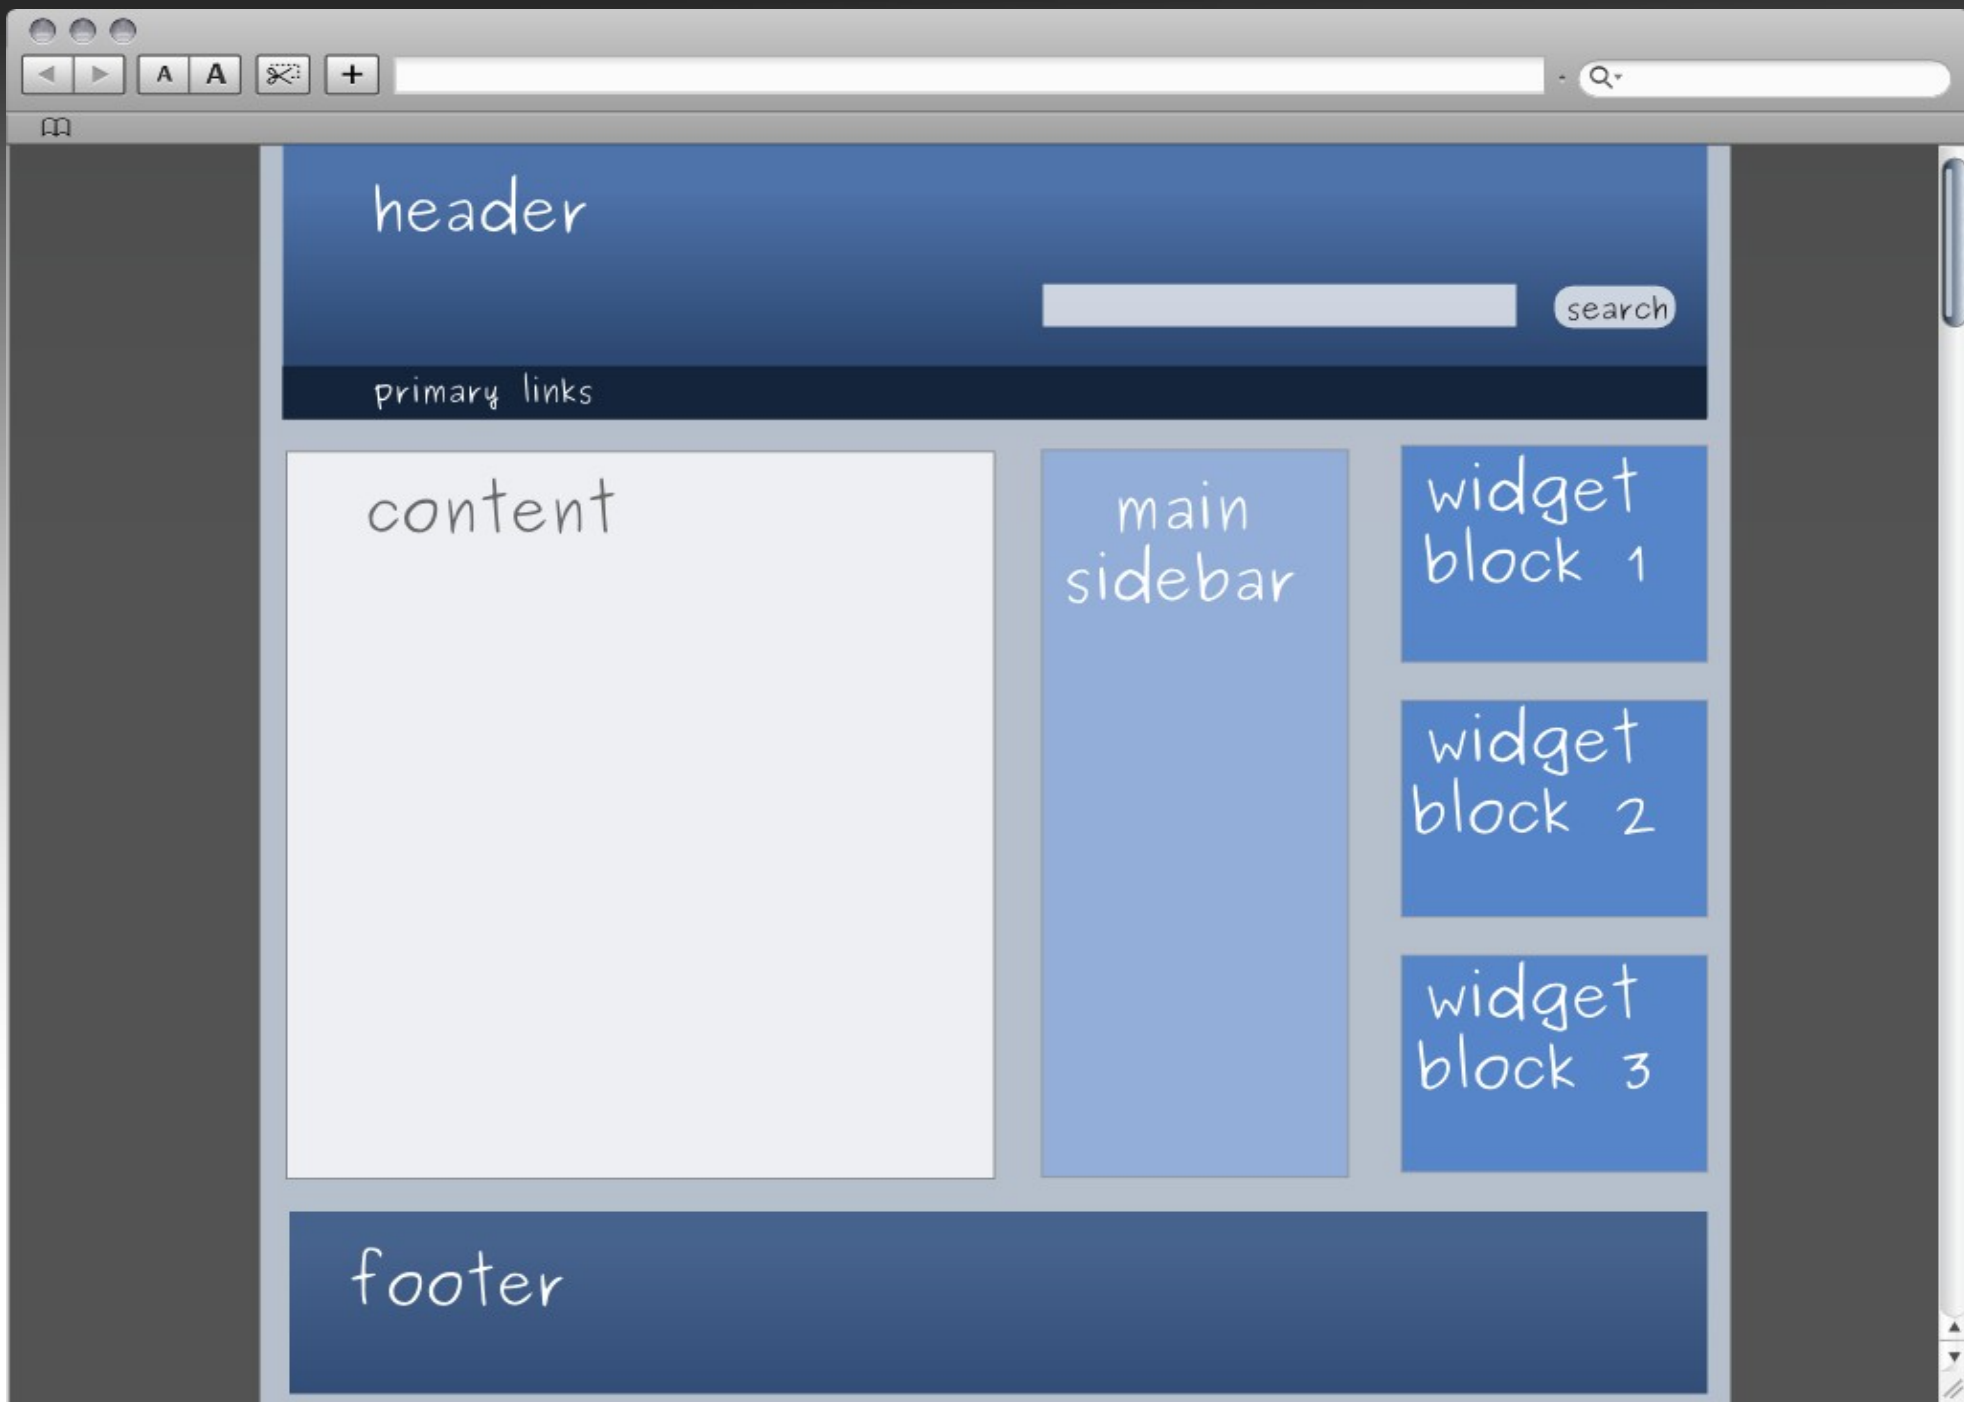 A A
+
header
search
primary links
content
main
sidebar
widget
block 1
widget
block 2
widget
block 3
footer